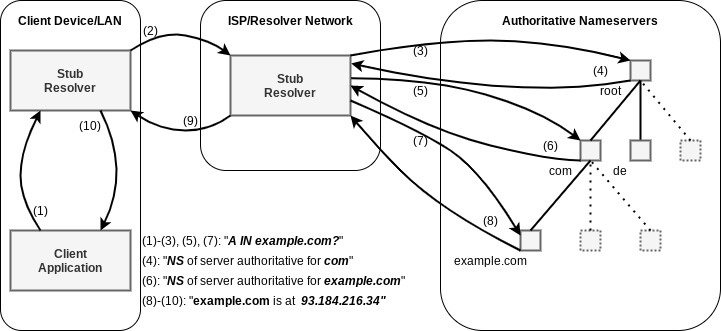 Client Device/LAN
ISP/Resolver Network
Authoritative Nameservers
(2)
(3)
Stub
Resolver
Stub
Resolver
(4)
root
(5)
(10)
(9)
(7)
(6)
com
de
(1)
(8)
Client
Application
example.com
(1)-(3), (5), (7): "A IN example.com?"
(4): "NS of server authoritative for com"
(6): "NS of server authoritative for example.com"
(8)-(10): "example.com is at 93.184.216.34"